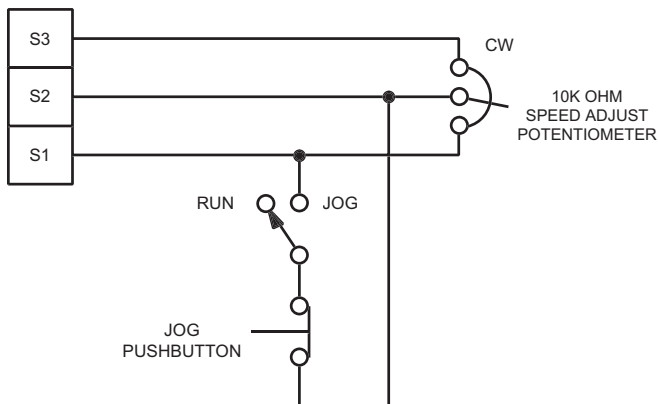 S3
CW
S2
10K OHM
SPEED ADJUST
POTENTIOMETER
S1
RUN
JOG
JOG
PUSHBUTTON